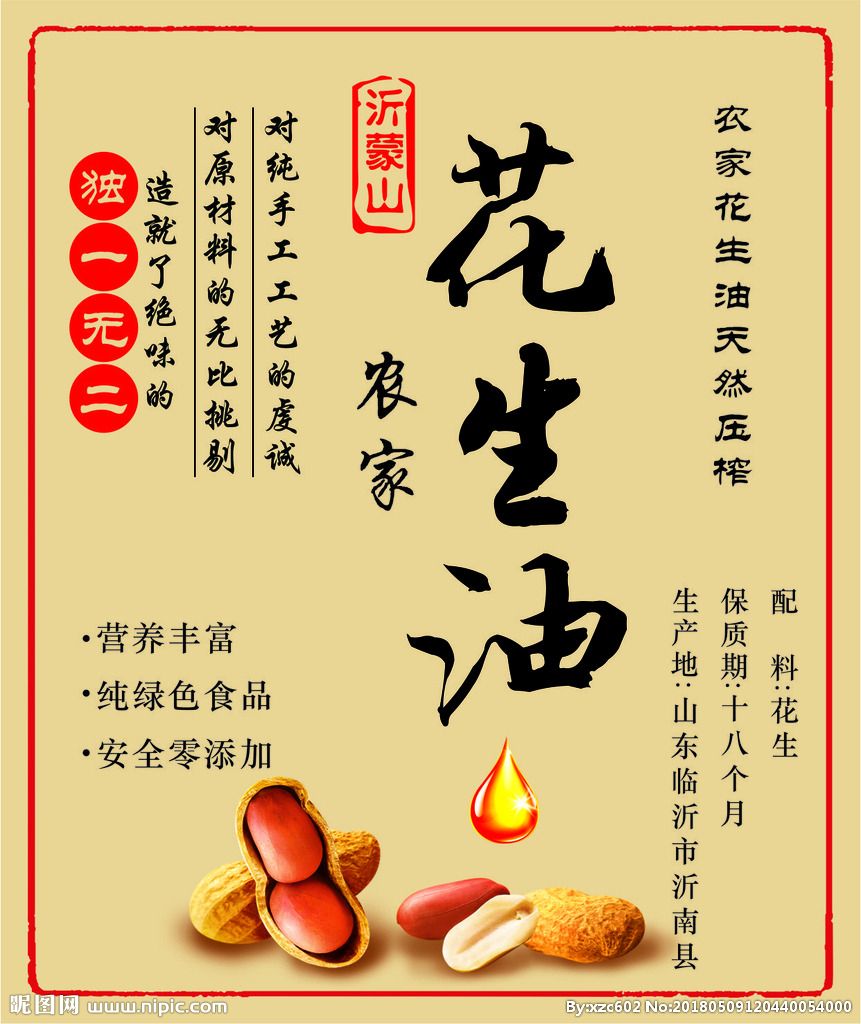 农家花生油天然压榨
配料:花生
保质期:十八个月
生产地:山东临沂市沂南县
花生油
沂蒙山
农家
对纯手工工艺的虔诚
对原材料的无比挑剔
造就了绝味的
独一无二
·营养丰富
·纯绿色食品
·安全零添加
昵图网 www.nipic.com
By:xzc602 No:20180509120440054000